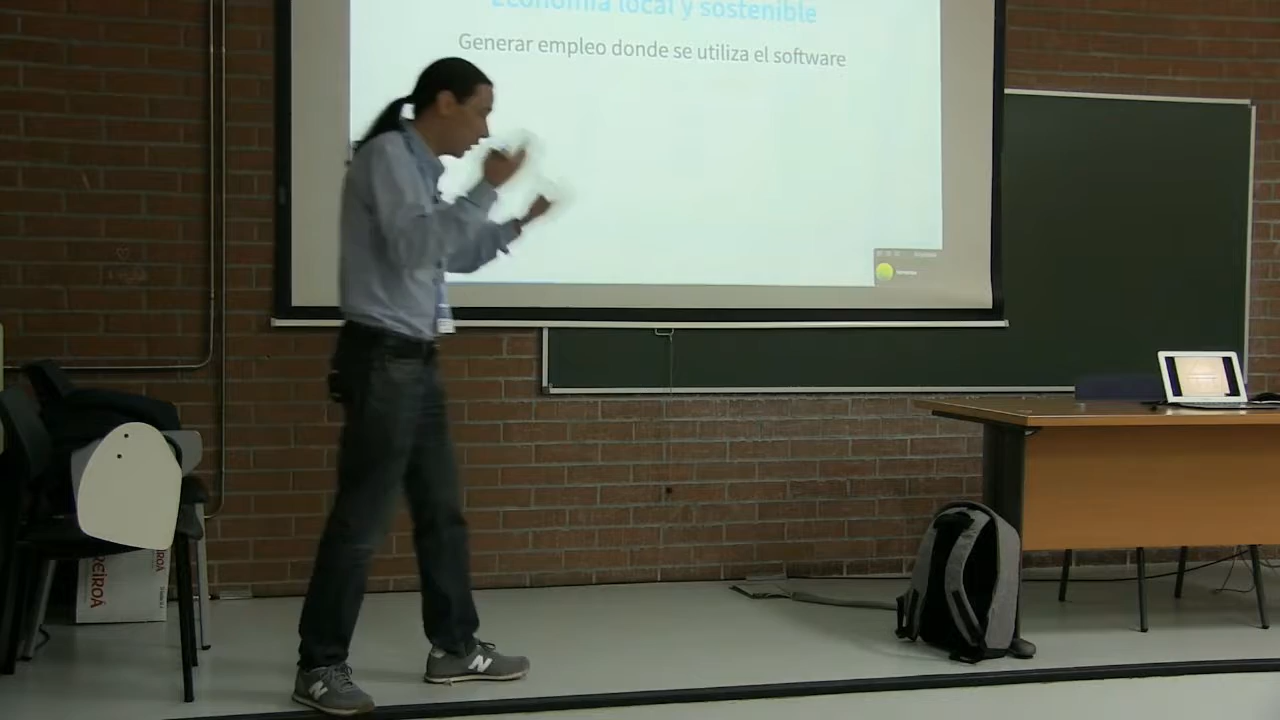 Economía local y sostenible
Generar empleo donde se utiliza el software
N
N